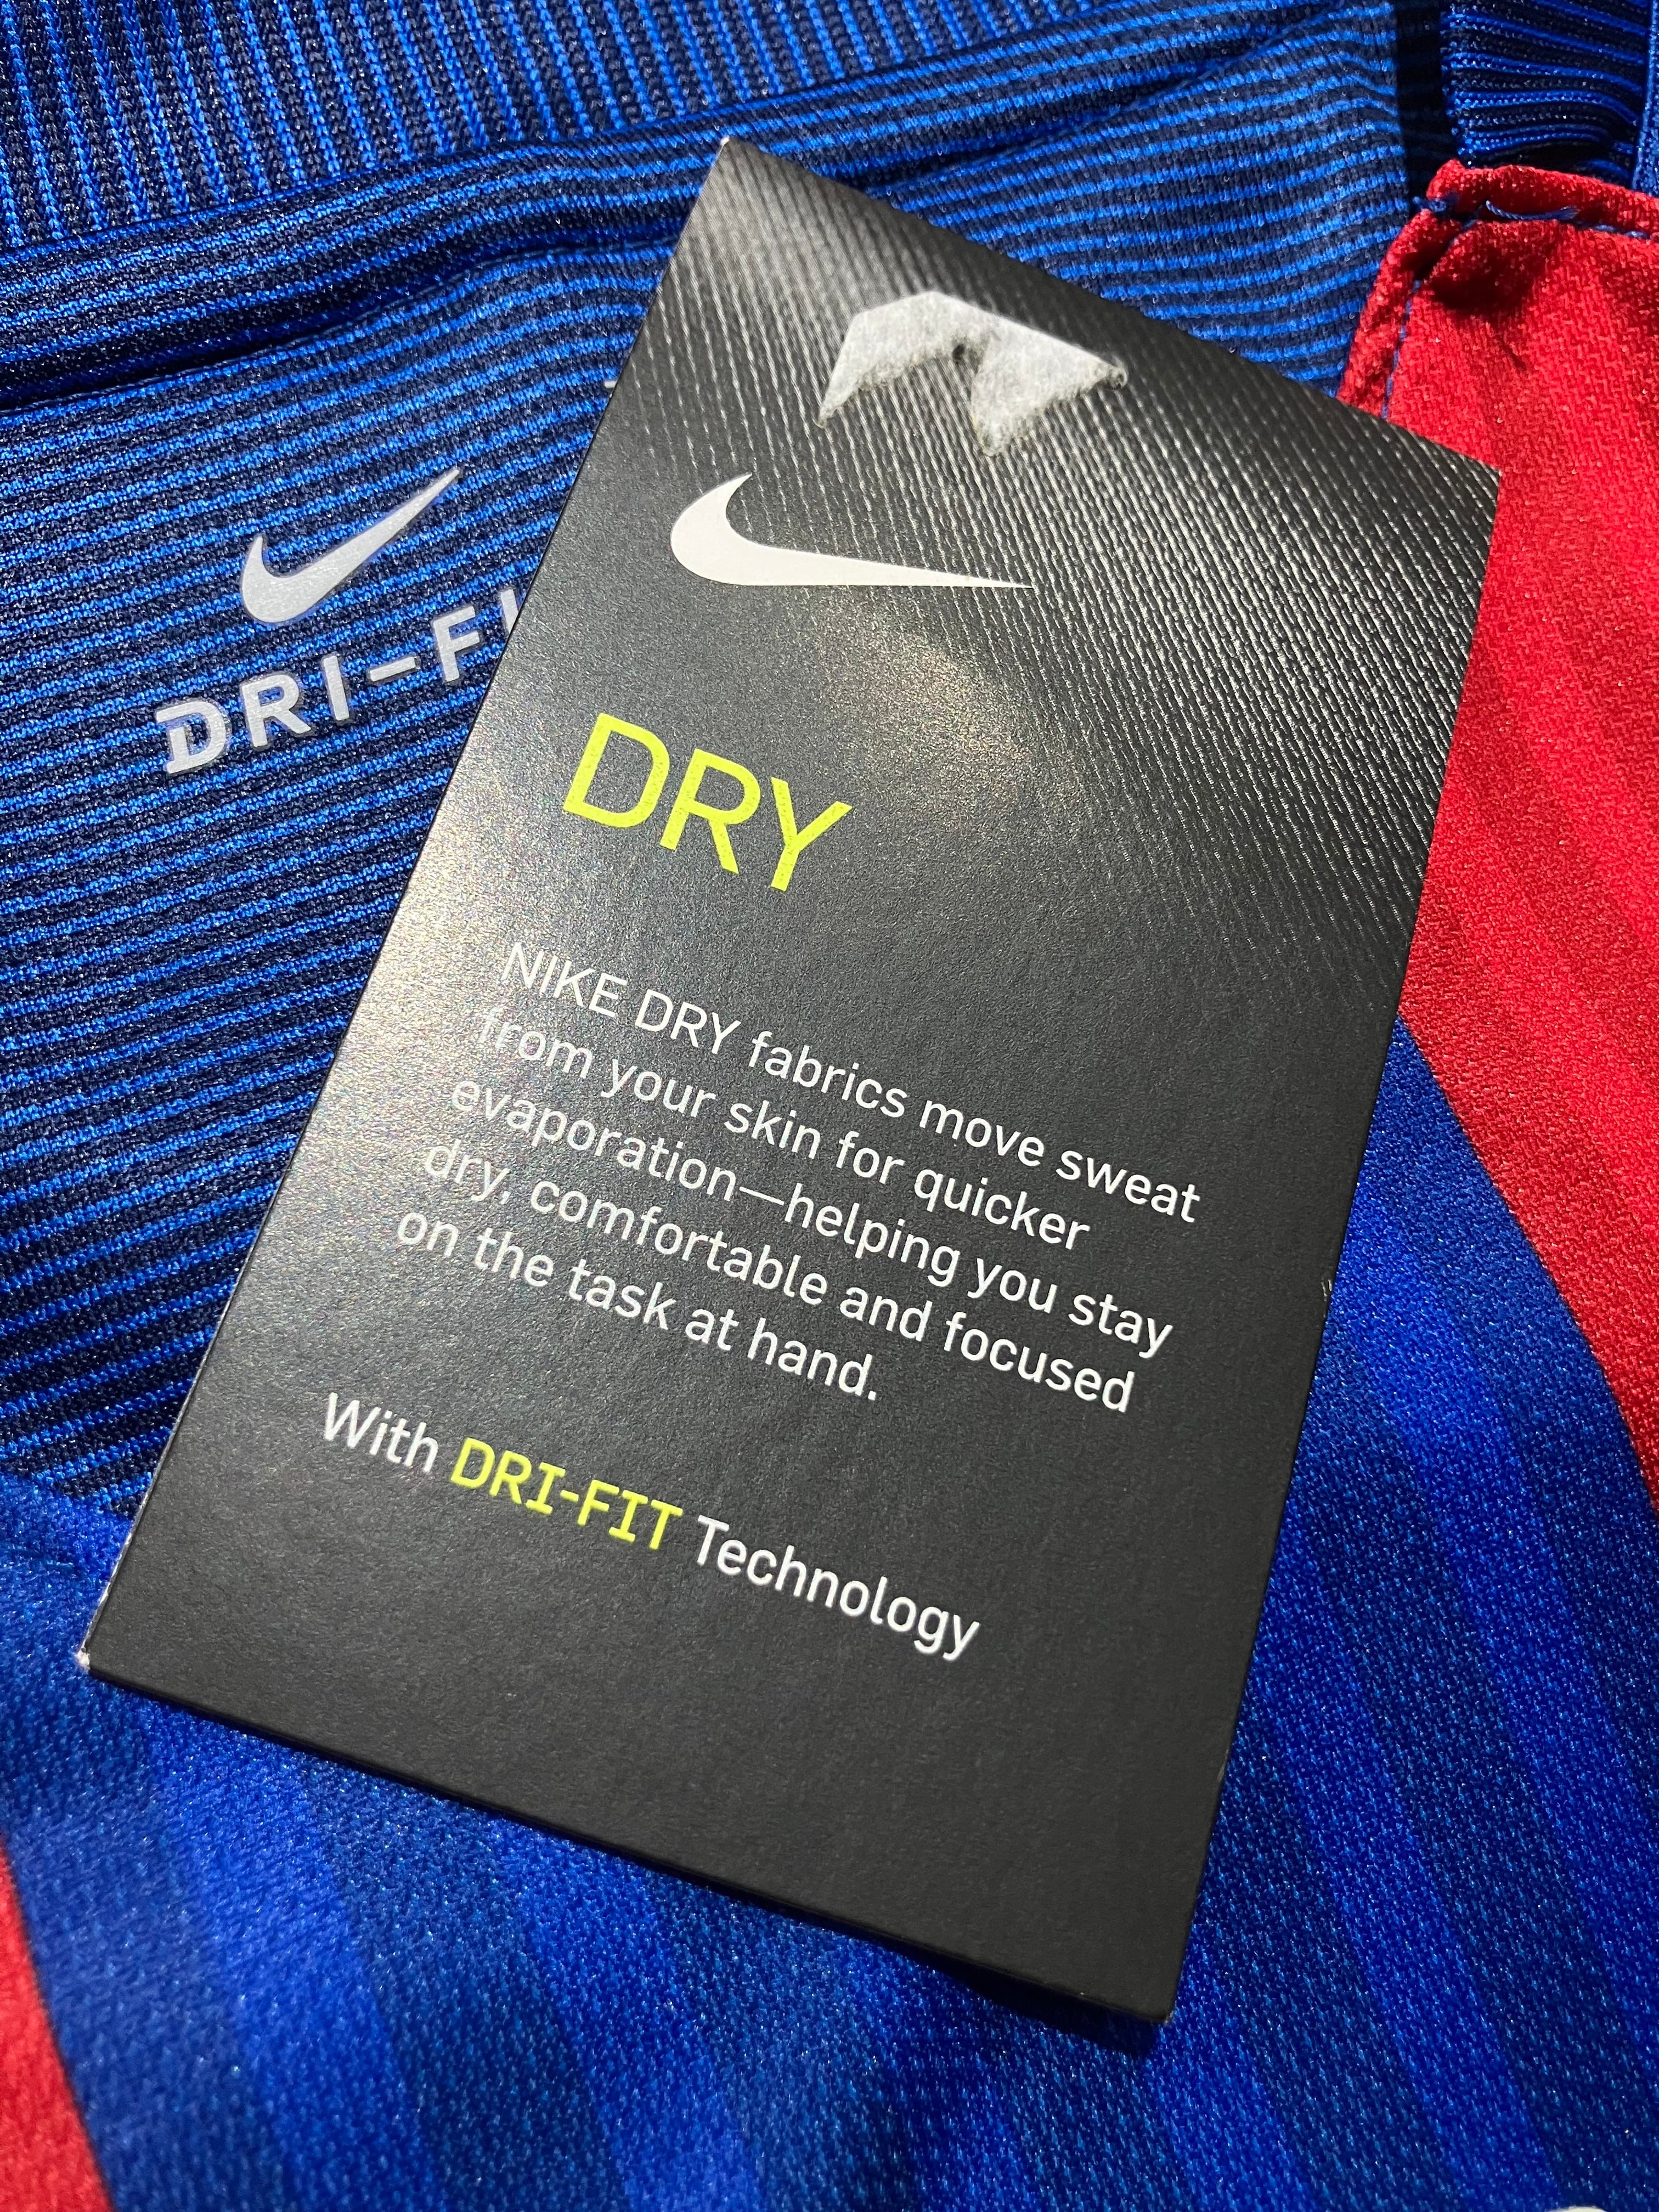 DRI-FI
DRY
NIKE DRY fabrics move sweat
from your skin for quicker
evaporation—helping you stay
dry, comfortable and focused
on the task at hand.
With DRI-FIT Technology